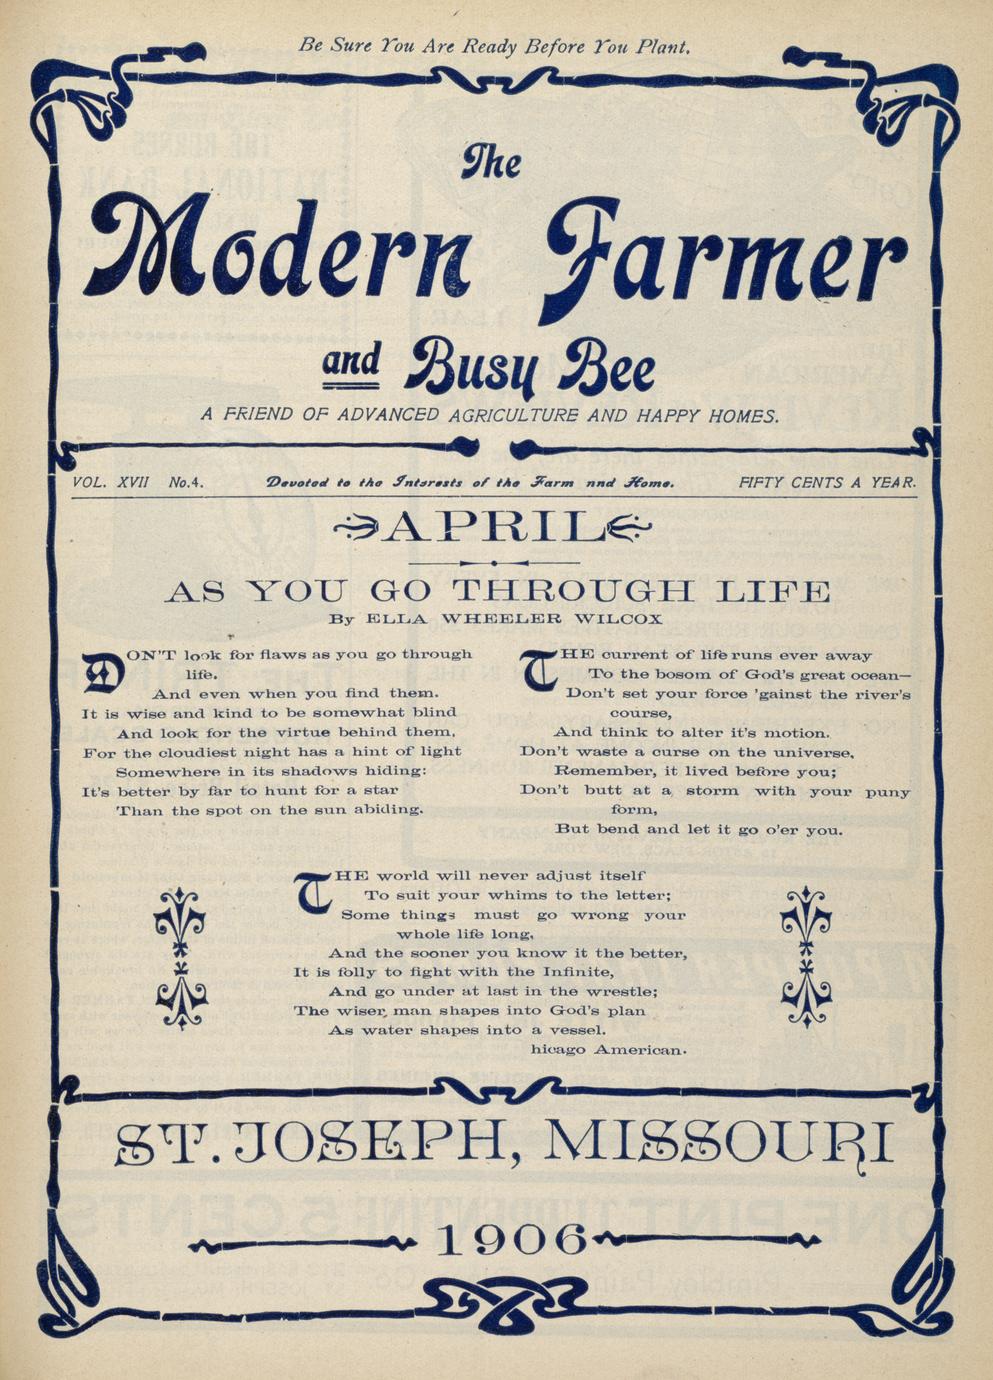 Be Sure You Are Ready Before You Plant.
The
Modern Farmer
and Busy Bee
A FRIEND OF ADVANCED AGRICULTURE AND HAPPY HOMES.
VOL. XVII No.4. Devoted to the Interests of the Farm nnd Home. FIFTY CENTS A YEAR.
APRIL
AS YOU GO THROUGH LIFE
By ELLA WHEELER WILCOX
DON'T look for flaws as you go through
life.
And even when you find them.
It is wise and kind to be somewhat blind
And look for the virtue behind them,
For the cloudiest night has a hint of light
Somewhere in its shadows hiding:
It's better by far to hunt for a star
Than the spot on the sun abiding.
THE current of life runs ever away
To the bosom of God's great ocean—
Don't set your force 'gainst the river's
course,
And think to alter it's motion.
Don't waste a curse on the universe,
Remember, it lived before you;
Don't butt at a storm with your puny
form,
But bend and let it go o'er you.
THE world will never adjust itself
To suit your whims to the letter;
Some things must go wrong your
whole life long,
And the sooner you know it the better,
It is folly to fight with the Infinite,
And go under at last in the wrestle;
The wiser man shapes into God's plan
As water shapes into a vessel.
hicago American.
ST. JOSEPH, MISSOURI
1906